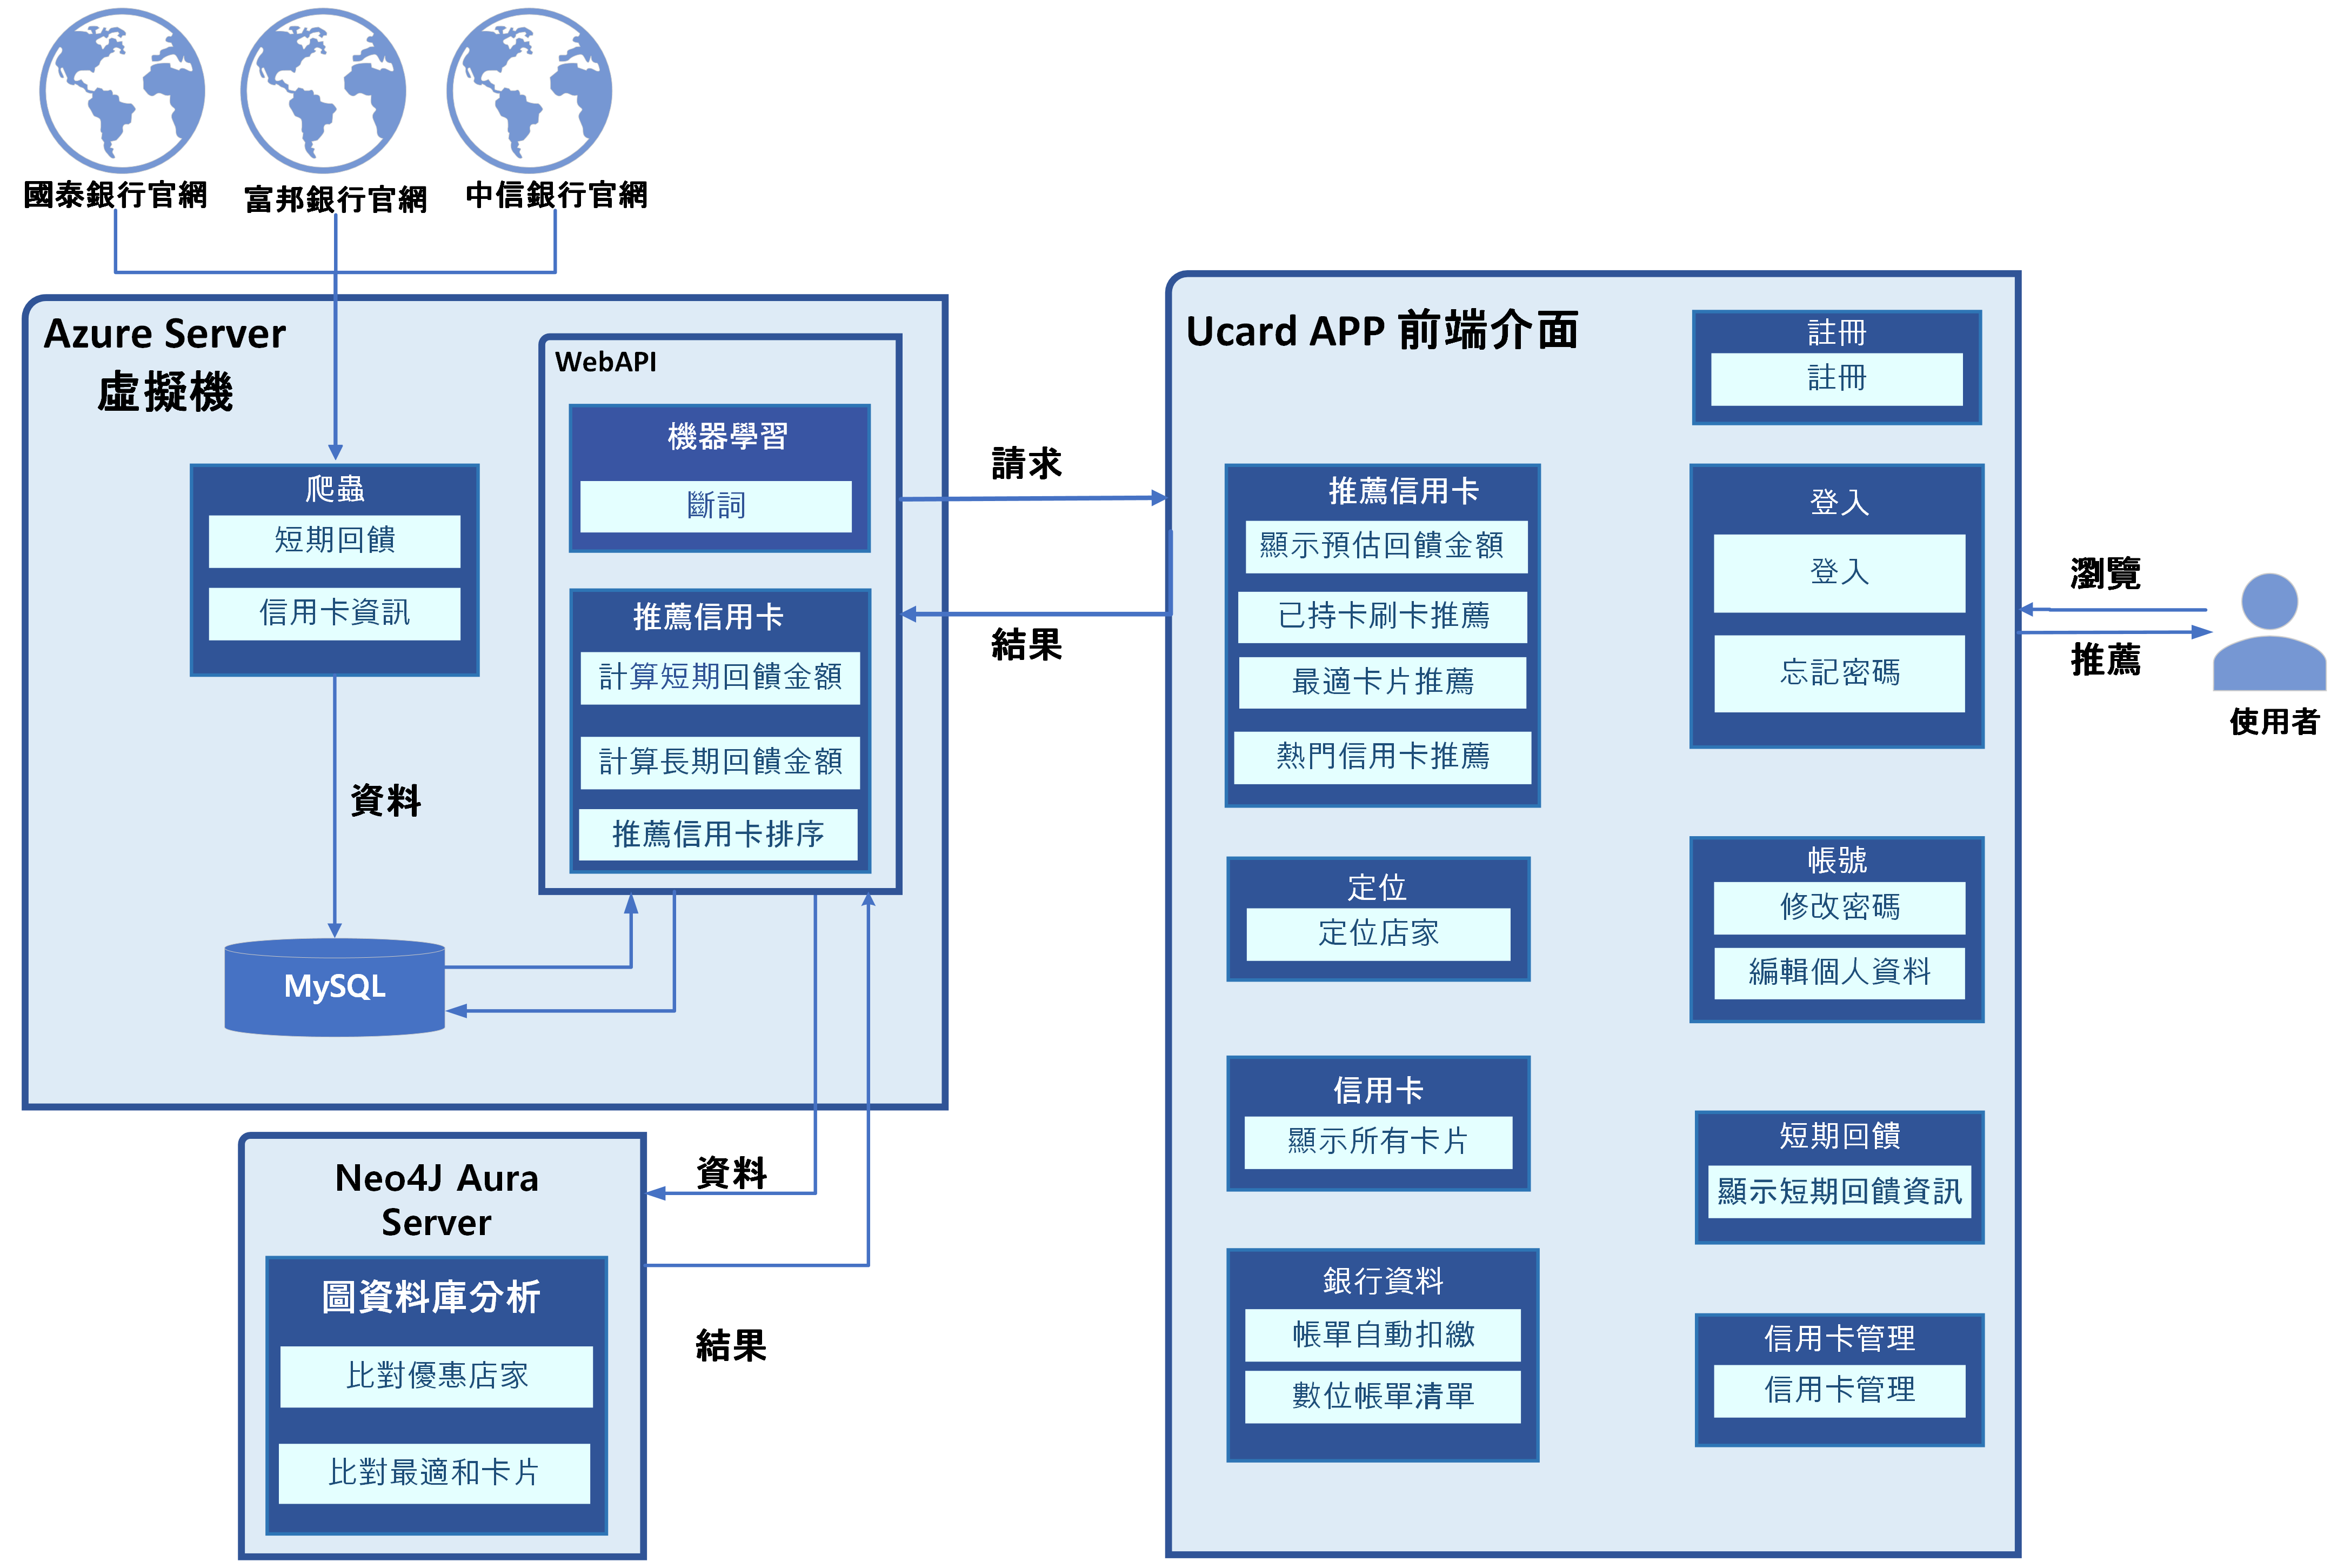 國泰銀行官網
富邦銀行官網
中信銀行官網
Azure Server
虛擬機
爬蟲
短期回饋
信用卡資訊
資料
MySQL
WebAPI
機器學習
斷詞
推薦信用卡
計算短期回饋金額
計算長期回饋金額
推薦信用卡排序
請求
結果
Neo4J Aura
Server
圖資料庫分析
比對優惠店家
比對最適和卡片
資料
結果
Ucard APP 前端介面
推薦信用卡
顯示預估回饋金額
已持卡刷卡推薦
最適卡片推薦
熱門信用卡推薦
定位
定位店家
信用卡
顯示所有卡片
銀行資料
帳單自動扣繳
數位帳單清單
註冊
註冊
登入
登入
忘記密碼
帳號
修改密碼
編輯個人資料
短期回饋
顯示短期回饋資訊
信用卡管理
信用卡管理
瀏覽
推薦
使用者